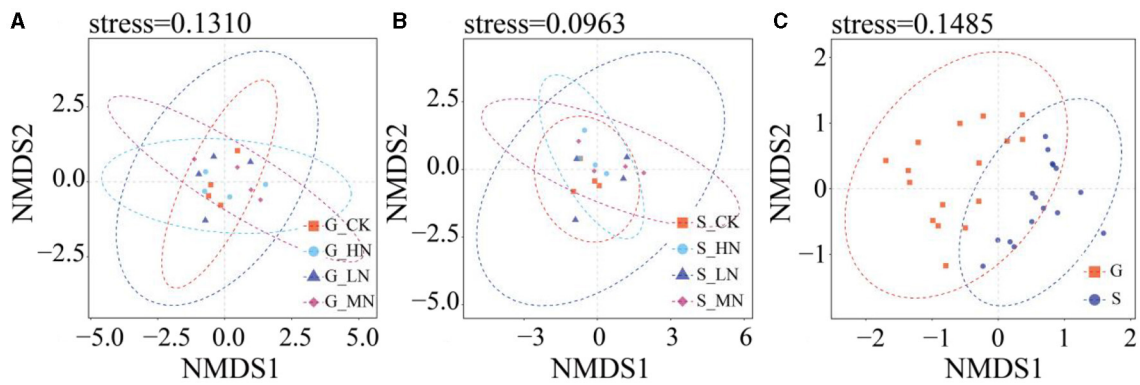 A stress=0.1310
NMDS2
2.5
0.0
−2.5
−5.0 −2.5 0.0 2.5 5.0
NMDS1
G_CK
G_HN
G_LN
G_MN
B stress=0.0963
NMDS2
2.5
0.0
−2.5
−5.0
−3 0 3 6
NMDS1
S_CK
S_HN
S_LN
S_MN
C stress=0.1485
NMDS2
2
1
0
−1
−2 −1 0 1 2
NMDS1
G
S